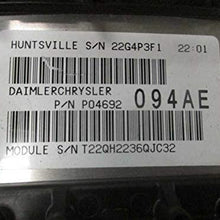 HUNTSVILLE S/N 22G4P3F1 22:01
DAIMLERCHRYSLER
P/N P04692 094AE
MODULE S/N T22QH2236QJC32